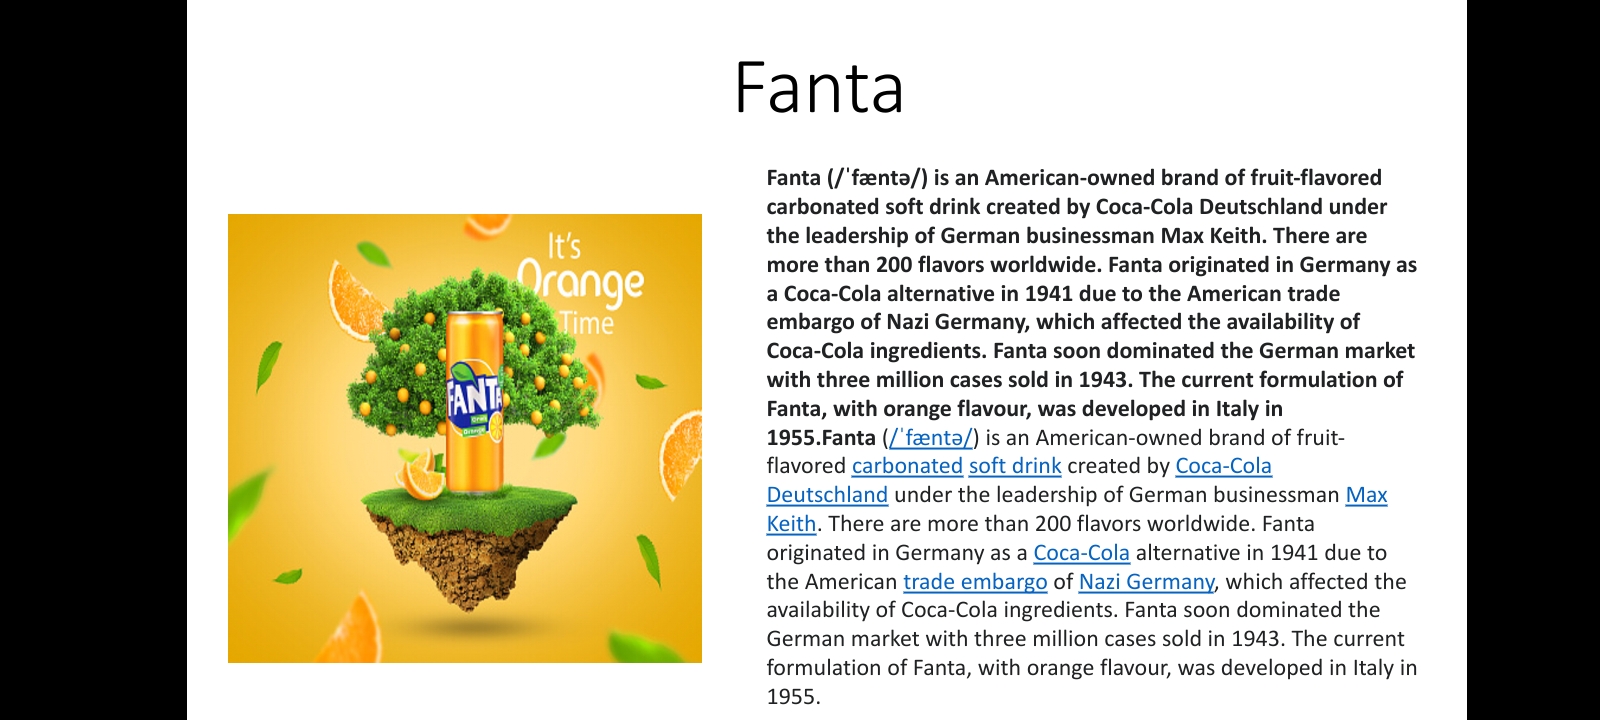 Fanta
It's
Orange
Time
FANTA
Orange
Fanta (/ˈfæntə/) is an American-owned brand of fruit-flavored
carbonated soft drink created by Coca-Cola Deutschland under
the leadership of German businessman Max Keith. There are
more than 200 flavors worldwide. Fanta originated in Germany as
a Coca-Cola alternative in 1941 due to the American trade
embargo of Nazi Germany, which affected the availability of
Coca-Cola ingredients. Fanta soon dominated the German market
with three million cases sold in 1943. The current formulation of
Fanta, with orange flavour, was developed in Italy in
1955.Fanta (/ˈfæntə/) is an American-owned brand of fruit-
flavored carbonated soft drink created by Coca-Cola
Deutschland under the leadership of German businessman Max
Keith. There are more than 200 flavors worldwide. Fanta
originated in Germany as a Coca-Cola alternative in 1941 due to
the American trade embargo of Nazi Germany, which affected the
availability of Coca-Cola ingredients. Fanta soon dominated the
German market with three million cases sold in 1943. The current
formulation of Fanta, with orange flavour, was developed in Italy in
1955.